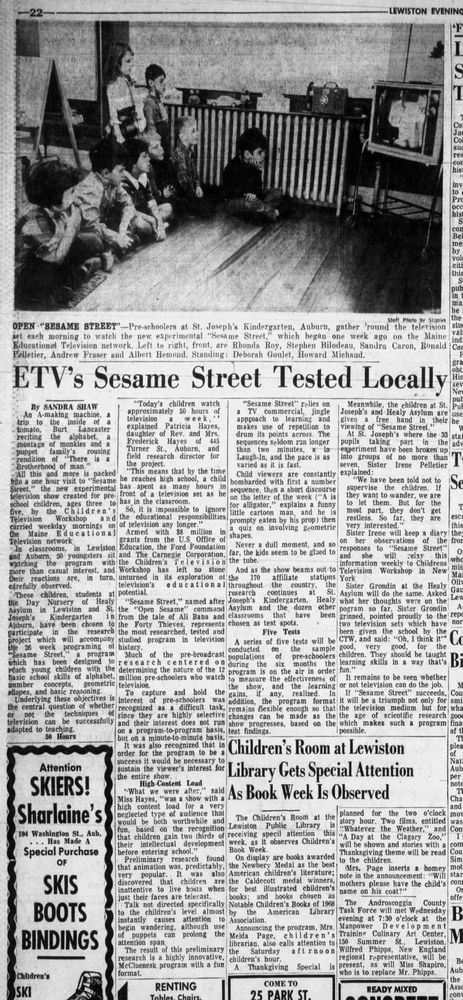 —22—
LEWISTON EVENING
Staff Photo by Staples
OPEN "SESAME STREET"—Pre-schoolers at St. Joseph's Kindergarten, Auburn, gather 'round the television
set each morning to watch the new experimental "Sesame Street," which began one week ago on the Maine
Educational Television network. Left to right, front, are Rhonda Roy, Stephen Bilodeau, Sandra Caron, Ronald
Pelletier, Andrew Fraser and Albert Hemond. Standing: Deborah Goulet, Howard Michaud.
ETV's Sesame Street Tested Locally
By SANDRA SHAW
An A-making machine, a
trip to the inside of a
tomato, Burt Lancaster
reciting the alphabet, a
montage of monkies and a
puppet family's rousing
rendition of "There is a
Brotherhood of man."
All this and more is packed
into a one hour visit to "Sesame
Street," the new experimental
television show created for pre-
school children, ages three to
five, by the Children's
Television Workshop and
carried weekday mornings on
the Maine Educational
Television network.
In classrooms, in Lewiston
and Auburn, 50 youngsters are
watching the program with
more than casual interest, and
their reactions are, in turn,
carefully observed.
These children, students at
the Day Nursery of Healy
Asylum in Lewiston and St.
Joseph's Kindergarten in
Auburn, have been chosen to
participate in the research
project which will accompany
the 26 week programing of
"Sesame Street," a program
which has been designed to
reach young children with the
basic school skills of alphabet,
number concepts, geometric
shapes, and basic reasoning.
Underlying these objectives is
the central question of whether
or not the techniques of
television can be successfully
adapted to teaching.
50 Hours
"Today's children watch
approximately 50 hours of
television a week,"
explained Patricia Hayes,
daughter of Rev. and Mrs.
Frederick Hayes of 445
Turner St., Auburn, and
field research director for
the project.
"This means that by the time
he reaches high school, a child
has spent as many hours in
front of a television set as he
has in the classroom.
So, it is impossible to ignore
the educational responsibilities
of television any longer."
Armed with $8 million in
grants from the U.S. Office of
Education, the Ford Foundation
and The Carnegie Corporation,
the Children's Television
Workshop has left no stone
unturned in its exploration of
television's educational
potential.
"Sesame Street," named after
the "Open Sesame" command
from the tale of Ali Baba and
the Forty Thieves, represents
the most researched, tested and
studied program in television
history.
Much of the pre-broadcast
research centered on
determining the nature of the 12
million pre-schoolers who watch
television.
To capture and hold the
interest of pre-schoolers was
recognized as a difficult task,
since they are highly selective
and their interest does not run
on a program-to-program basis,
but on a minute-to-minute basis.
It was also recognized that in
order for the program to be a
success it would be necessary to
sustain the viewer's interest for
the entire show.
High-Content Load
"What we were after," said
Miss Hayes, "was a show with a
high content load for a very
neglected type of audience that
would be both worthwhile and
fun, based on the recognition
that children gain two thirds of
their intellectual development
before entering school."
Preliminary research found
that animation was, predictably,
very popular. It was also
discovered that children are
inattentive to live hosts when
just their faces are telecast.
Talk not directed specifically
to the children's level almost
instantly causes attention to
begin wandering, although use
of puppets can prolong the
attention span.
The result of this preliminary
research is a highly innovative,
McCluenesk program with a fun
format.
"Sesame Street" relies on
a TV commercial, jingle
approach to learning and
makes use of repetition to
drum its points across. The
sequences seldom run longer
than two minutes, a la
Laugh-In, and the pace is as
varied as it is fast.
Child viewers are constantly
bombarded with first a number
sequence, then a short discourse
on the letter of the week ("A is
for alligator," explains a funny
little cartoon man, and he is
promptly eaten by his prop) then
a quiz on involving geometric
shapes.
Never a dull moment, and so
far, the kids seem to be glued to
the tube.
And as the show beams out to
the 170 affiliate stations
throughout the country, the
research continues at St.
Joseph's Kindergarten, Healy
Asylum and the dozen other
classrooms that have been
chosen as test spots.
Five Tests
A series of five tests will be
conducted on the sample
populations of pre-schoolers
during the six months the
program is on the air in order
to measure the effectiveness of
the show, and the learning
gains, if any, realized. In
addition, the program format
remains flexible enough so that
changes can be made as the
show progresses, based on the
test findings.
Meanwhile, the children at St.
Joseph's and Healy Asylum are
given a free hand in their
viewing of "Sesame Street."
At St. Joseph's where the 33
pupils taking part in the
experiment have been broken up
into groups of no more than
seven, Sister Irene Pelletier
explained:
"We have been told not to
supervise the children. If
they want to wander, we are
to let them. But for the
most part, they don't get
restless. So far, they are
very interested."
Sister Irene will keep a diary
on her observations of the
responses to "Sesame Street"
and she will relay this
information weekly to Childrens
Television Workshop in New
York
Sister Grondin at the Healy
Asylum will do the same. Asked
what her thoughts were on the
pogram so far, Sister Grondin
grinned, pointed proudly to the
two television sets which have
been given the school by the
CTW, and said: "Oh, I think it's
good, very good, for the
children. They should be taught
learning skills in a way that's
fun."
It remains to be seen whether
or not television can do the job.
If "Sesame Street" succeeds,
it will be a triumph not only for
the television medium but for
the age of scientific research
which makes such a program
possible.
Children's Room at Lewiston
Library Gets Special Attention
As Book Week Is Observed
The Children's Room at the
Lewiston Public Library is
receiving specil attention this
week, as it observes Children's
Book Week.
On display are books awarded
the Newbery Medal as the best
American children's literature;
the Caldecott medal winners,
for best illustrated children's
books; and books chosen as
Notable Children's Books of 1968
by the American Library
Association.
Announcing the program, Mrs.
Melda Page, children's
librarian, also calls attention to
the Saturday afternoon
children's hour.
A Thanksgiving Special is
planned for the two o'clock
story hour. Two films, entitled
"Whatever the Weather," and
"A Day at the Clagary Zoo,"
will be shown and stories with a
Thanksgiving theme will be read
to the children.
Mrs. Page inserts a homey
note in the announcement: "Will
mothers please have the child's
name on his coat?"
The Androscoggin County
Task Force will met Wednesday
evening at 7:30 o'clock at the
Manpower Development
Training Culinary Art Center,
150 Summer St., Lewiston.
Wilfred Phipps, New England
regional representative, will be
present, as will Miss Shapiro,
who is to replace Mr. Phipps.
Attention
SKIERS!
Sharlaine's
104 Washington St., Aub.
. . . Has Made A
Special Purchase
OF
SKIS
BOOTS
BINDINGS
Children's
SKI
RENTING
Tables, Chairs,
COME TO
25 PARK ST.
READY MIXED
CONCRETE